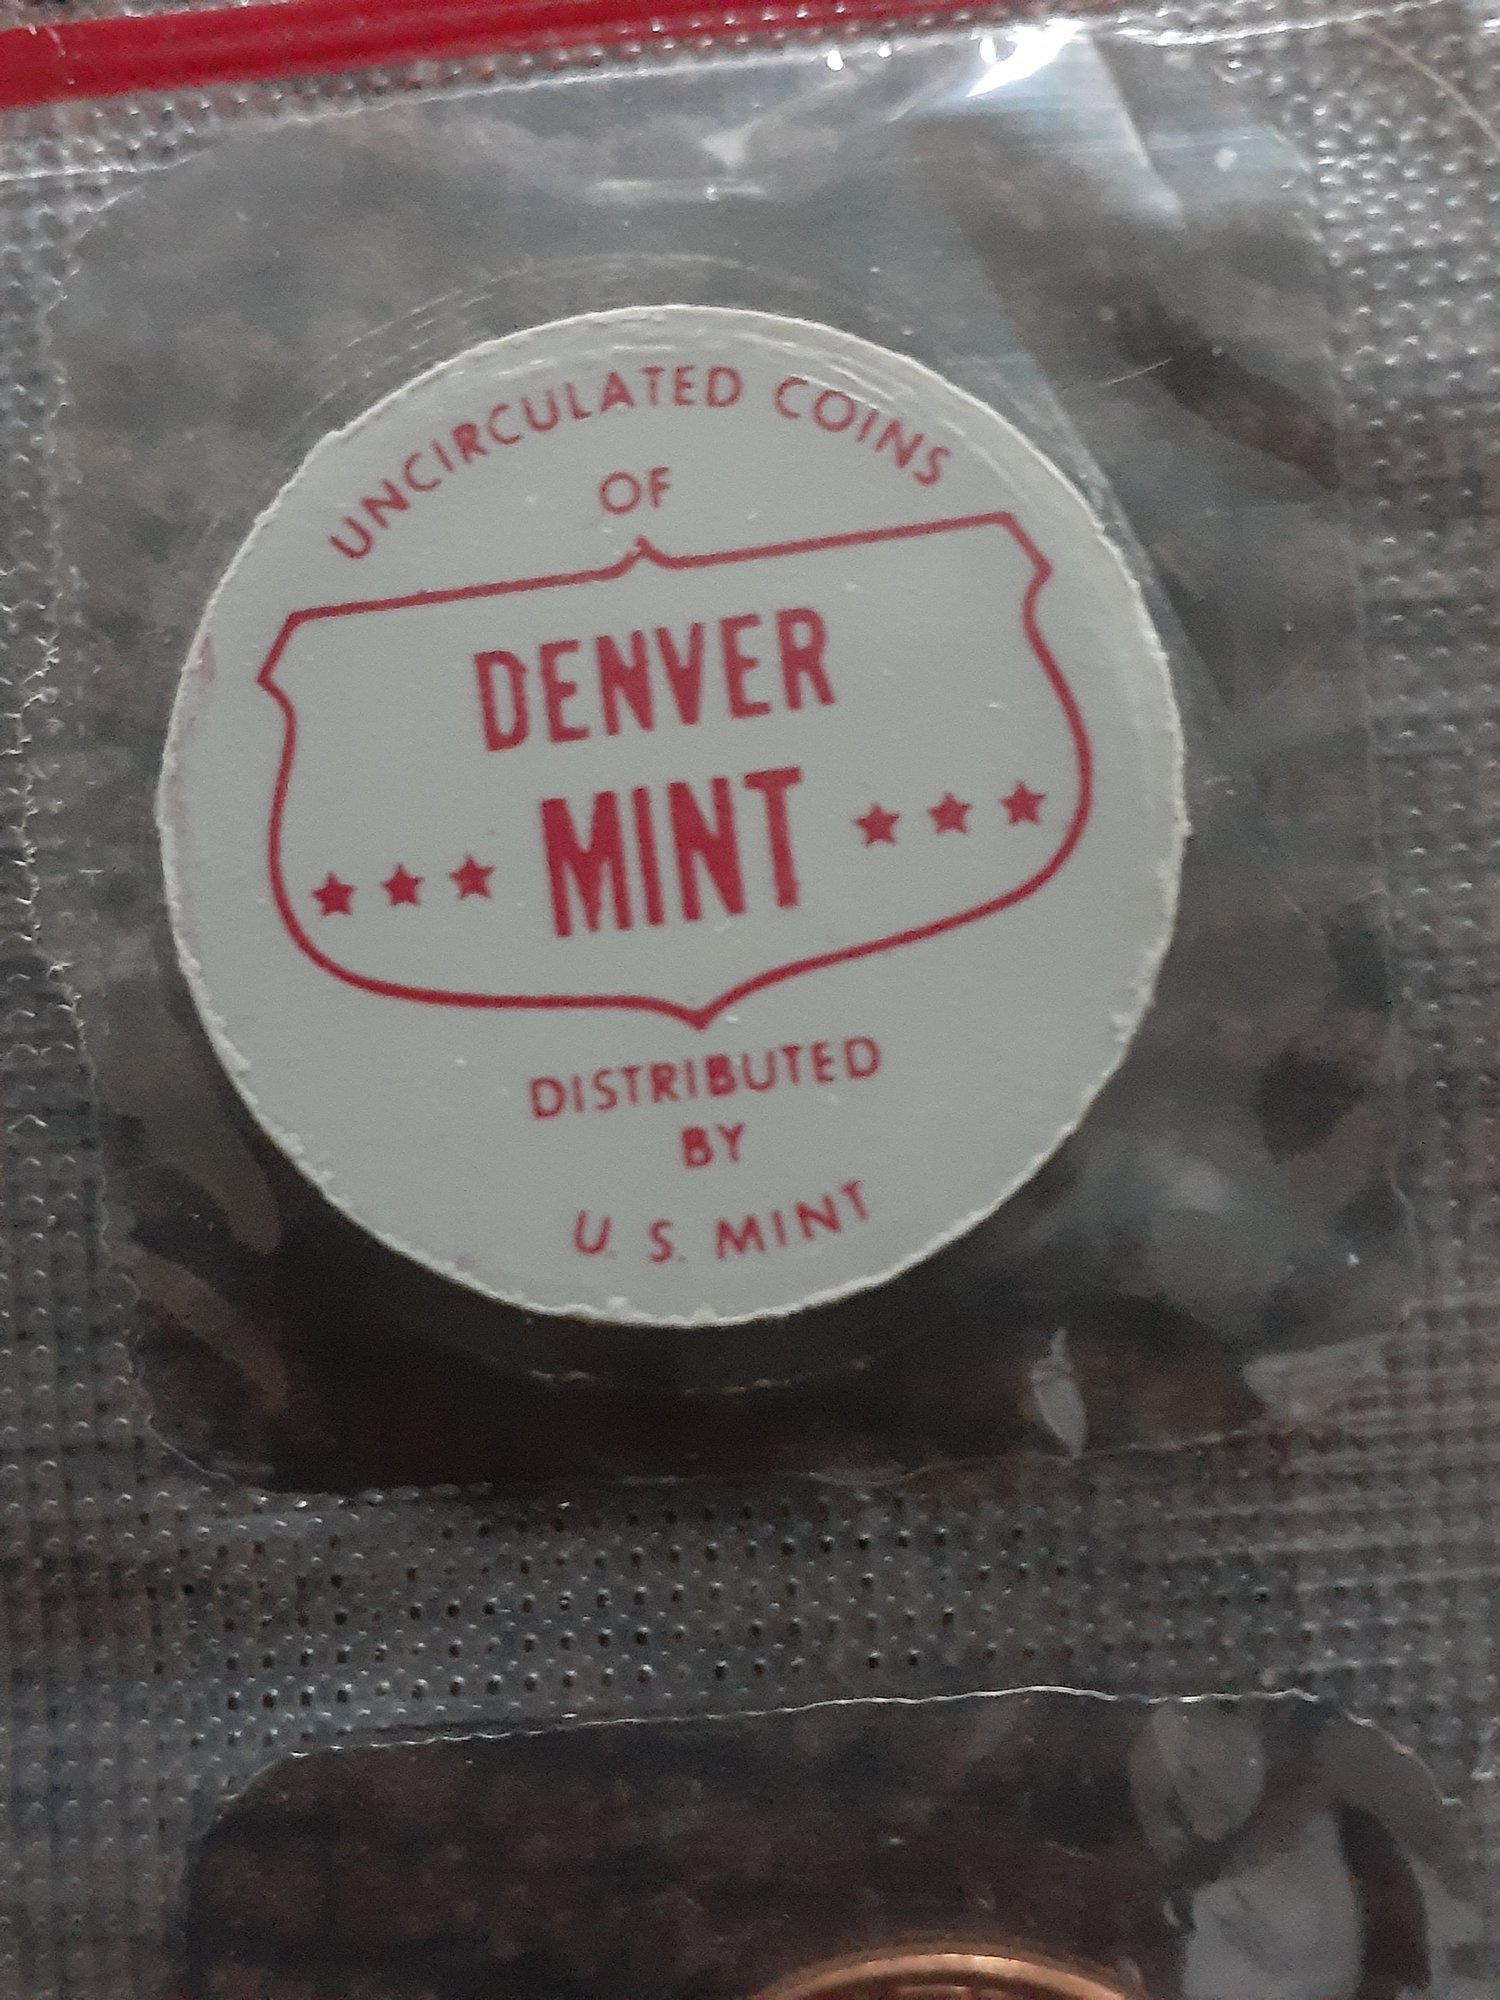 UNCIRCULATED COINS
OF
DENVER
MINT
DISTRIBUTED
BY
U. S. MINT